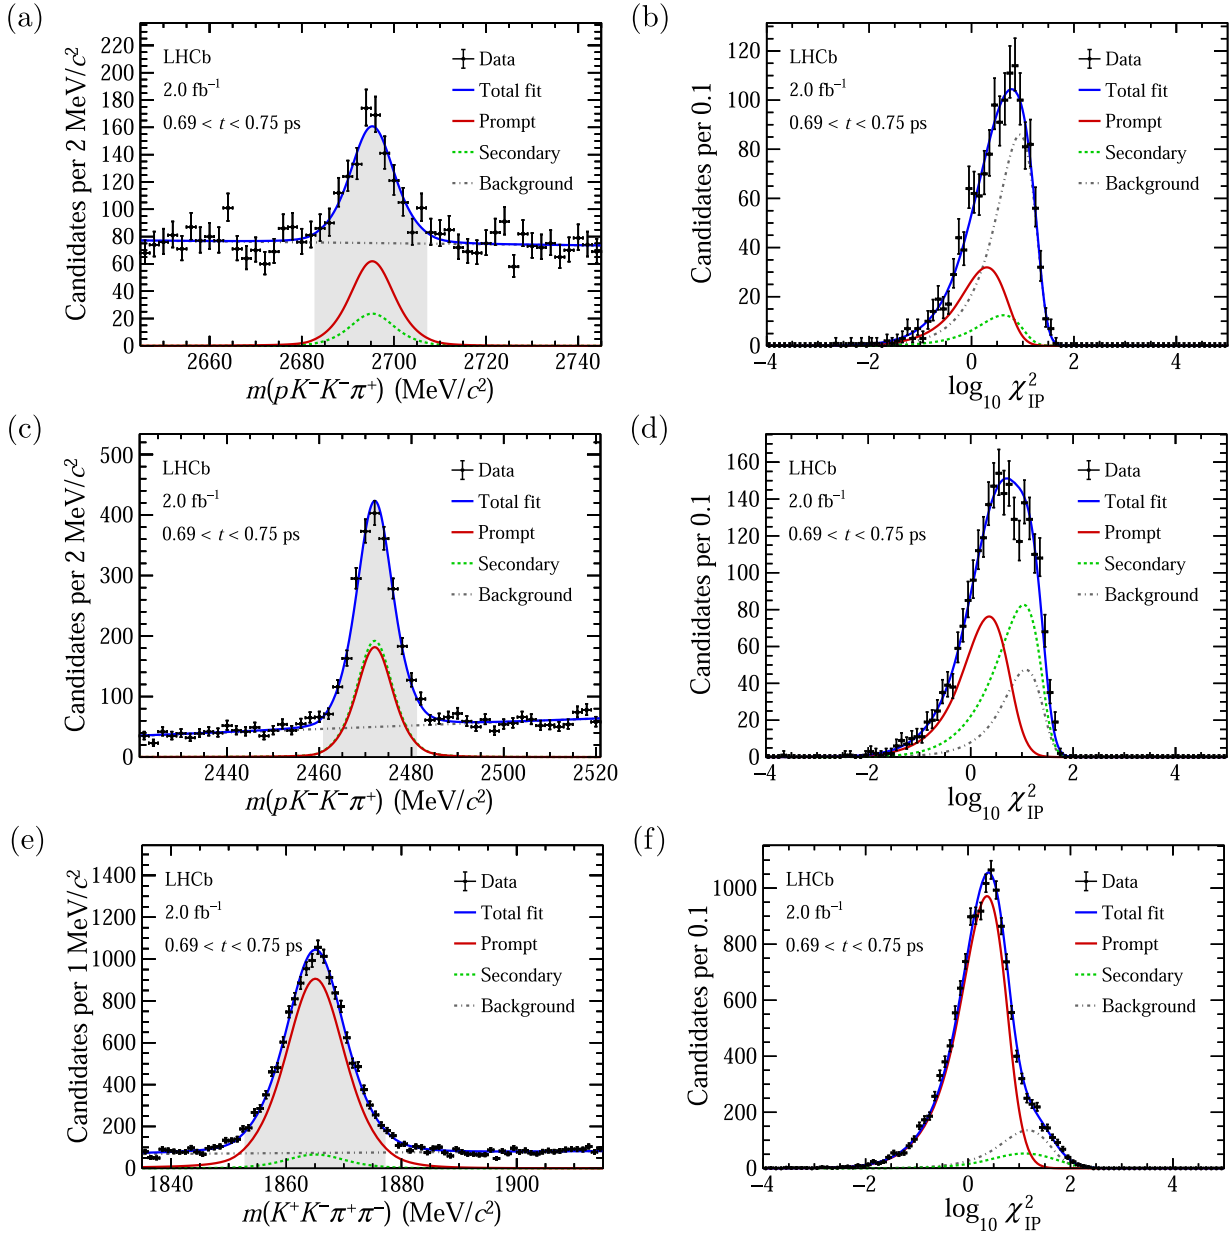 (a)
Candidates per 2 MeV/c²
220
200
180
160
140
120
100
80
60
40
20
0
LHCb
2.0 fb⁻¹
0.69 < t < 0.75 ps
Data
Total fit
Prompt
Secondary
Background
2660 2680 2700 2720 2740
m(pK⁻K⁻π⁺) (MeV/c²)
(b)
Candidates per 0.1
120
100
80
60
40
20
0
LHCb
2.0 fb⁻¹
0.69 < t < 0.75 ps
Data
Total fit
Prompt
Secondary
Background
−4 −2 0 2 4
log₁₀ χ²_IP
(c)
Candidates per 2 MeV/c²
500
400
300
200
100
0
LHCb
2.0 fb⁻¹
0.69 < t < 0.75 ps
Data
Total fit
Prompt
Secondary
Background
2440 2460 2480 2500 2520
m(pK⁻K⁻π⁺) (MeV/c²)
(d)
Candidates per 0.1
160
140
120
100
80
60
40
20
0
LHCb
2.0 fb⁻¹
0.69 < t < 0.75 ps
Data
Total fit
Prompt
Secondary
Background
−4 −2 0 2 4
log₁₀ χ²_IP
(e)
Candidates per 1 MeV/c²
1400
1200
1000
800
600
400
200
0
LHCb
2.0 fb⁻¹
0.69 < t < 0.75 ps
Data
Total fit
Prompt
Secondary
Background
1840 1860 1880 1900
m(K⁺K⁻π⁺π⁻) (MeV/c²)
(f)
Candidates per 0.1
1000
800
600
400
200
0
LHCb
2.0 fb⁻¹
0.69 < t < 0.75 ps
Data
Total fit
Prompt
Secondary
Background
−4 −2 0 2 4
log₁₀ χ²_IP